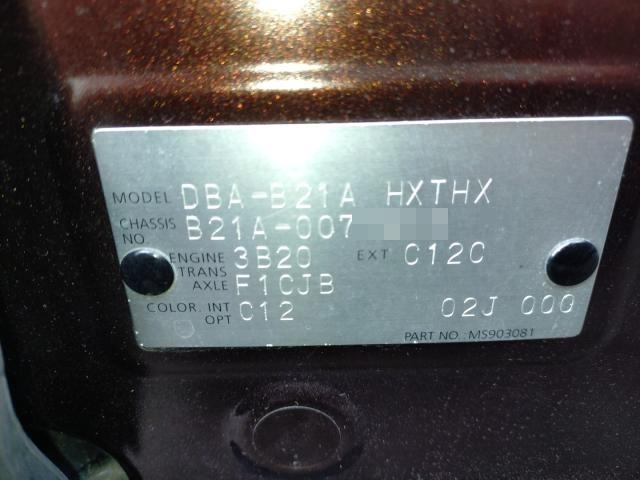 MODEL DBA-B21A HXTHX
CHASSIS NO. B21A-007
ENGINE 3B20 EXT C12C
TRANS AXLE F1CJB
COLOR. INT C12 02J 000
OPT
PART NO.:MS903081